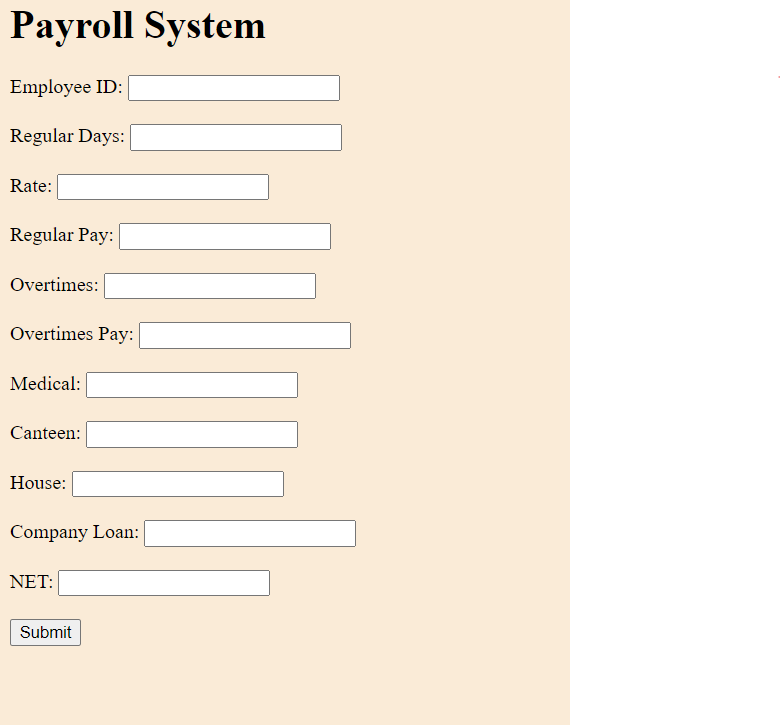 Payroll System
Employee ID:
Regular Days:
Rate:
Regular Pay:
Overtimes:
Overtimes Pay:
Medical:
Canteen:
House:
Company Loan:
NET:
Submit